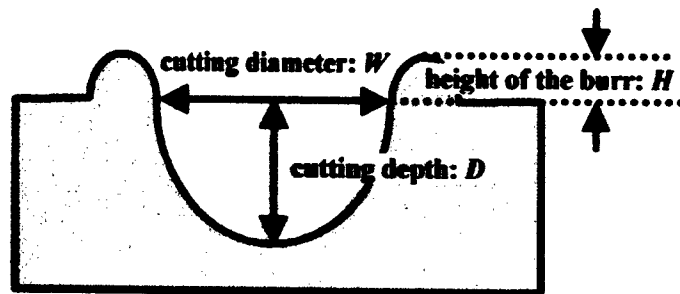 cutting diameter: W
height of the burr: H
cutting depth: D